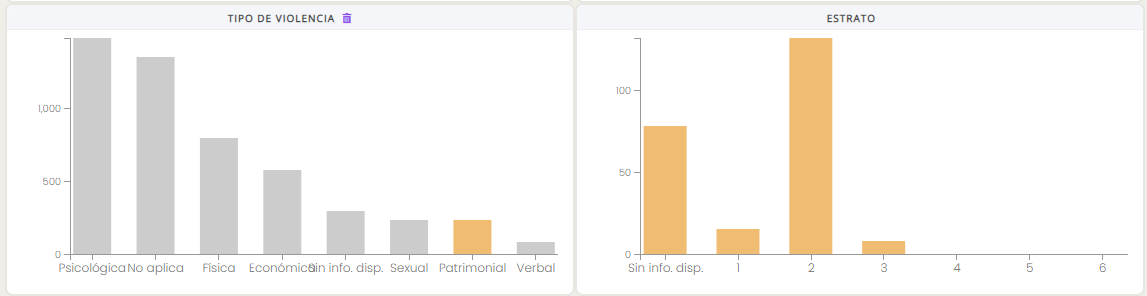 TIPO DE VIOLENCIA
1,000
500
0
Psicológica No aplica Física Económica Sin info. disp. Sexual Patrimonial Verbal
ESTRATO
100
50
0
Sin info. disp. 1 2 3 4 5 6